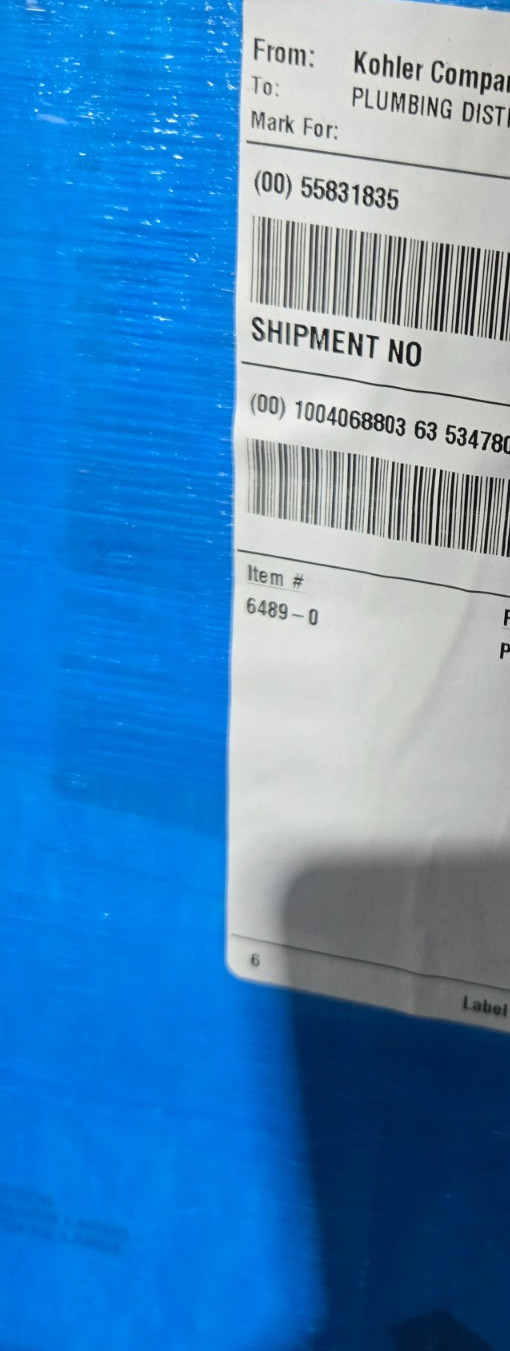 From: Kohler Compa
To: PLUMBING DIST
Mark For:
(00) 55831835
SHIPMENT NO
(00) 1004068803 63 534780
Item #
6489-0
P
6
Label